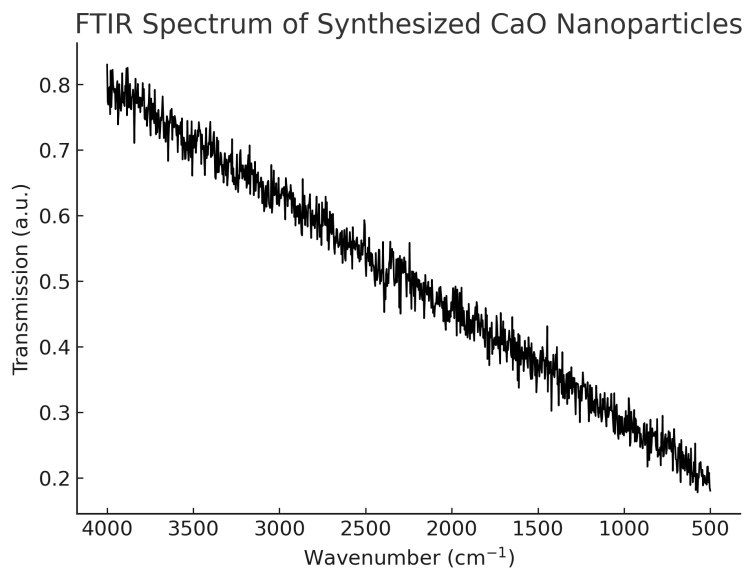 FTIR Spectrum of Synthesized CaO Nanoparticles
0.8
0.7
0.6
0.5
0.4
0.3
0.2
Transmission (a.u.)
4000 3500 3000 2500 2000 1500 1000 500
Wavenumber (cm⁻¹)